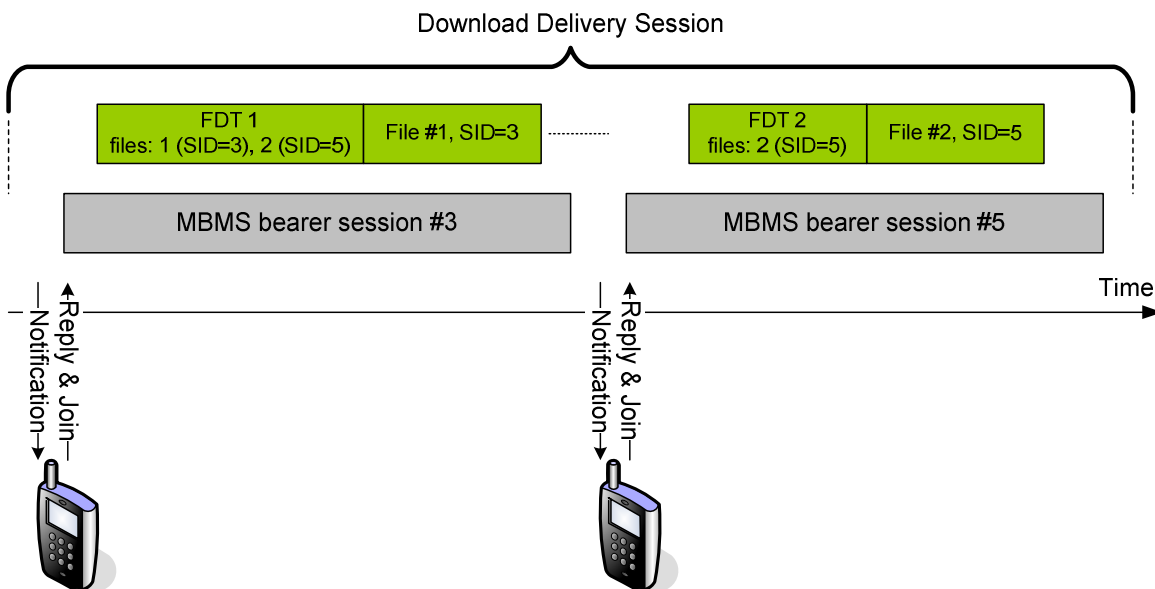 Download Delivery Session
FDT 1
files: 1 (SID=3), 2 (SID=5)
File #1, SID=3
FDT 2
files: 2 (SID=5)
File #2, SID=5
MBMS bearer session #3
MBMS bearer session #5
Time
Notification
Reply & Join
Notification
Reply & Join